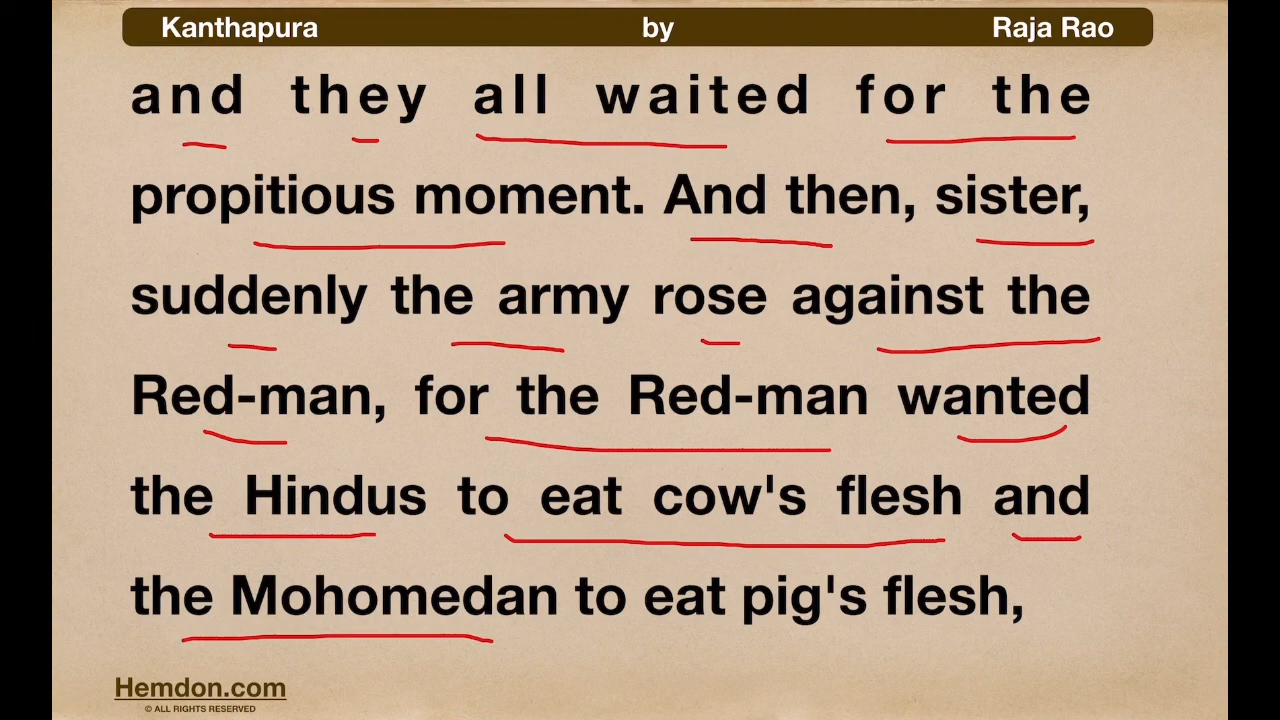 Kanthapura by Raja Rao
and they all waited for the
propitious moment. And then, sister,
suddenly the army rose against the
Red-man, for the Red-man wanted
the Hindus to eat cow's flesh and
the Mohomedan to eat pig's flesh,
Hemdon.com
© ALL RIGHTS RESERVED